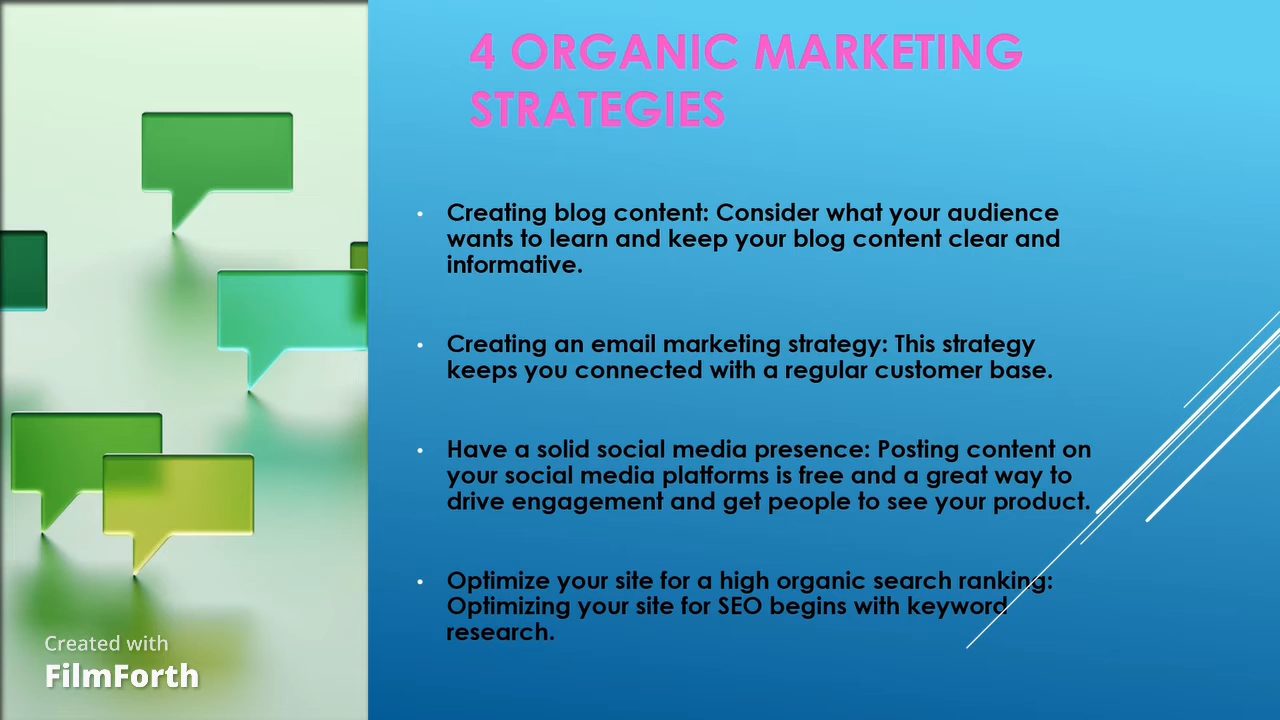 4 ORGANIC MARKETING
STRATEGIES
• Creating blog content: Consider what your audience
wants to learn and keep your blog content clear and
informative.
• Creating an email marketing strategy: This strategy
keeps you connected with a regular customer base.
• Have a solid social media presence: Posting content on
your social media platforms is free and a great way to
drive engagement and get people to see your product.
• Optimize your site for a high organic search ranking:
Optimizing your site for SEO begins with keyword
research.
Created with
FilmForth